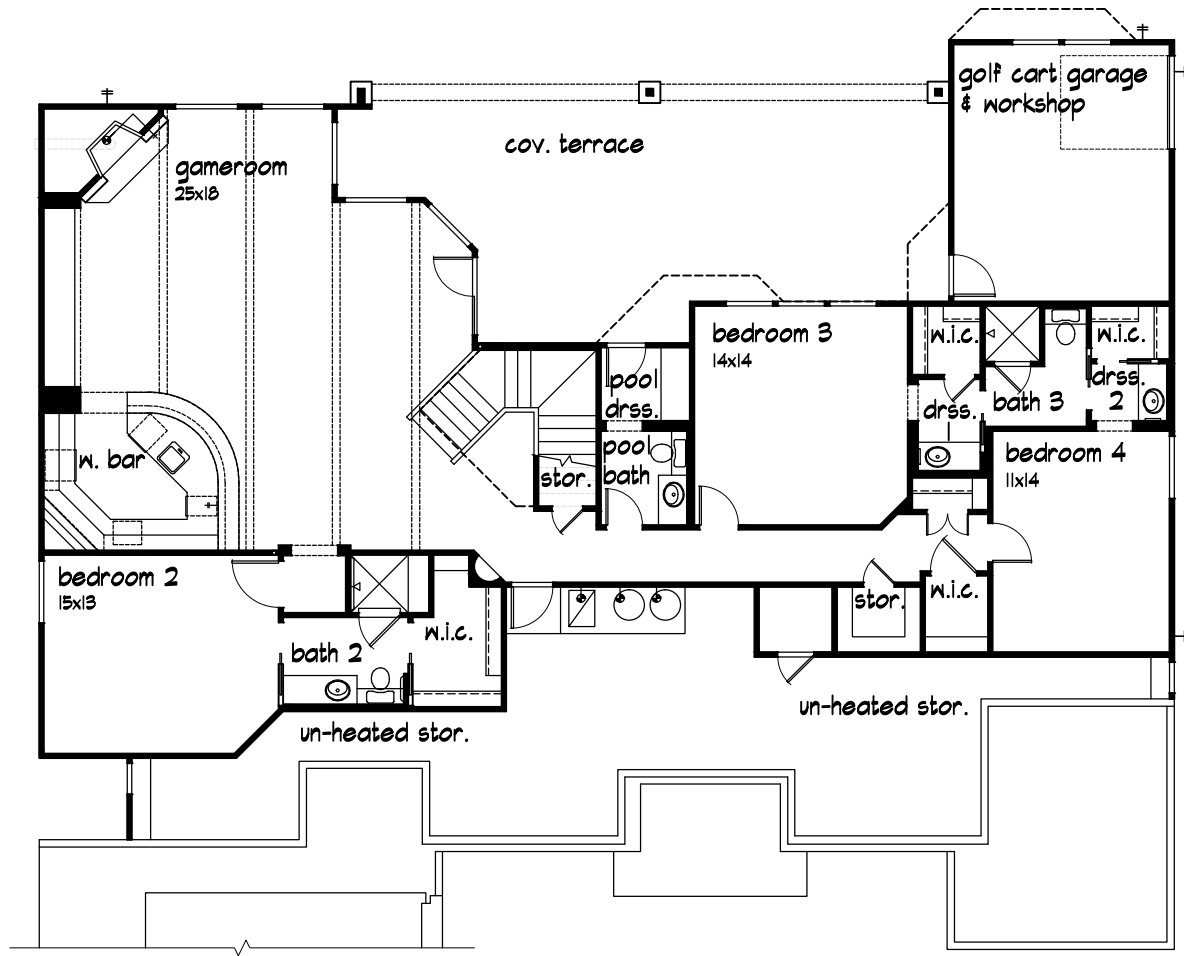 golf cart garage
& workshop
cov. terrace
gameroom
25x18
bedroom 3
14x14
w.i.c.
w.i.c.
pool
drss.
drss.
bath 3
drss.
2
w. bar
pool
bath
stor.
bedroom 4
11x14
bedroom 2
15x13
stor.
w.i.c.
w.i.c.
bath 2
un-heated stor.
un-heated stor.